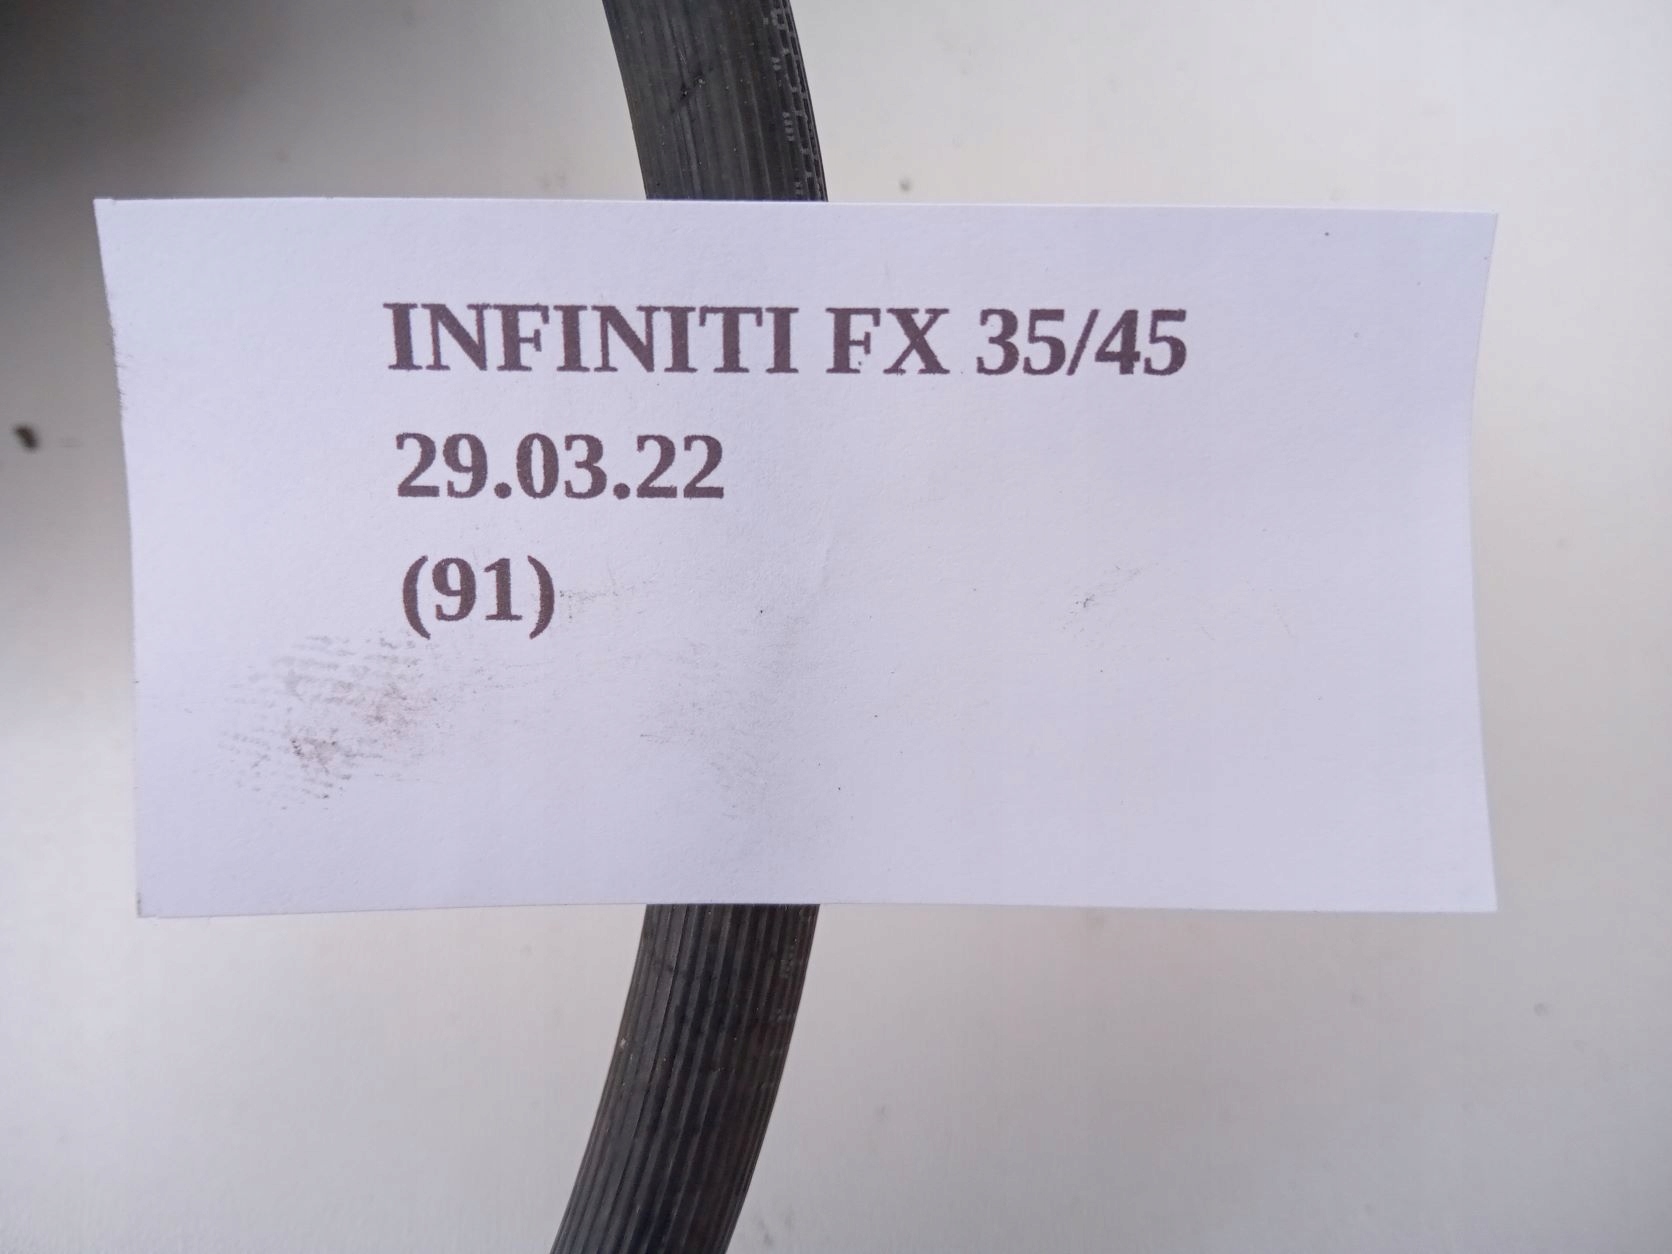 INFINITI FX 35/45
29.03.22
(91)